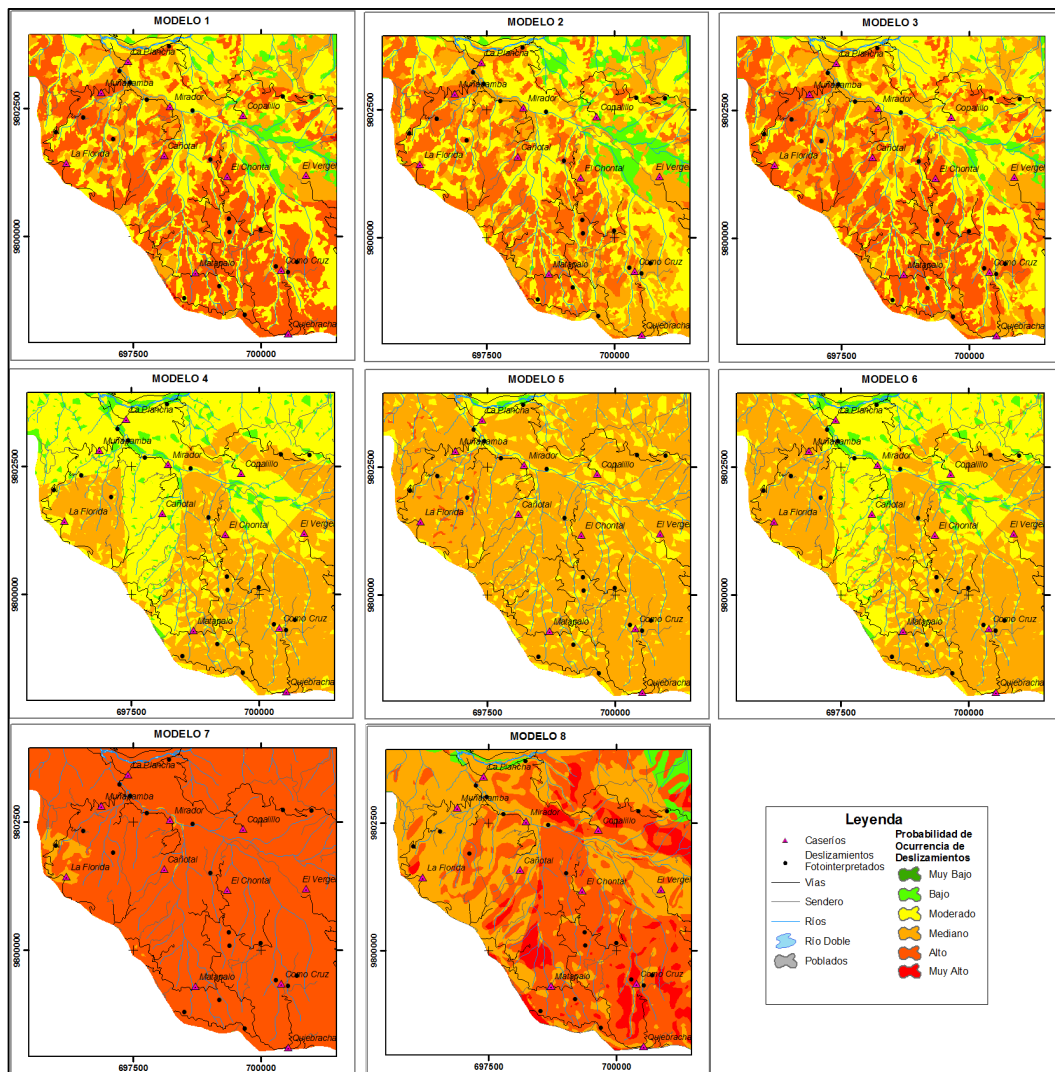 MODELO 1
La Plancha
Muñapamba
Mirador
Copalillo
Cañotal
La Florida
El Chontal
El Vergel
Matapalo
Como Cruz
Quiebracha
9802500
9800000
697500
700000
MODELO 2
La Plancha
Muñapamba
Mirador
Copalillo
Cañotal
La Florida
El Chontal
El Vergel
Matapalo
Como Cruz
Quiebracha
9802500
9800000
697500
700000
MODELO 3
La Plancha
Muñapamba
Mirador
Copalillo
Cañotal
La Florida
El Chontal
El Vergel
Matapalo
Como Cruz
Quiebracha
9802500
9800000
697500
700000
MODELO 4
La Plancha
Muñapamba
Mirador
Copalillo
Cañotal
La Florida
El Chontal
El Vergel
Matapalo
Como Cruz
Quiebracha
9802500
9800000
697500
700000
MODELO 5
La Plancha
Muñapamba
Mirador
Copalillo
Cañotal
La Florida
El Chontal
El Vergel
Matapalo
Como Cruz
Quiebracha
9802500
9800000
697500
700000
MODELO 6
La Plancha
Muñapamba
Mirador
Copalillo
Cañotal
La Florida
El Chontal
El Vergel
Matapalo
Como Cruz
Quiebracha
9802500
9800000
697500
700000
MODELO 7
La Plancha
Muñapamba
Mirador
Copalillo
Cañotal
La Florida
El Chontal
El Vergel
Matapalo
Como Cruz
Quiebracha
9802500
9800000
697500
700000
MODELO 8
La Plancha
Muñapamba
Mirador
Copalillo
Cañotal
La Florida
El Chontal
El Vergel
Matapalo
Como Cruz
Quiebracha
9802500
9800000
697500
700000
Leyenda
Caseríos
Deslizamientos
Fotointerpretados
Vías
Sendero
Ríos
Río Doble
Poblados
Probabilidad de
Ocurrencia de
Deslizamientos
Muy Bajo
Bajo
Moderado
Mediano
Alto
Muy Alto